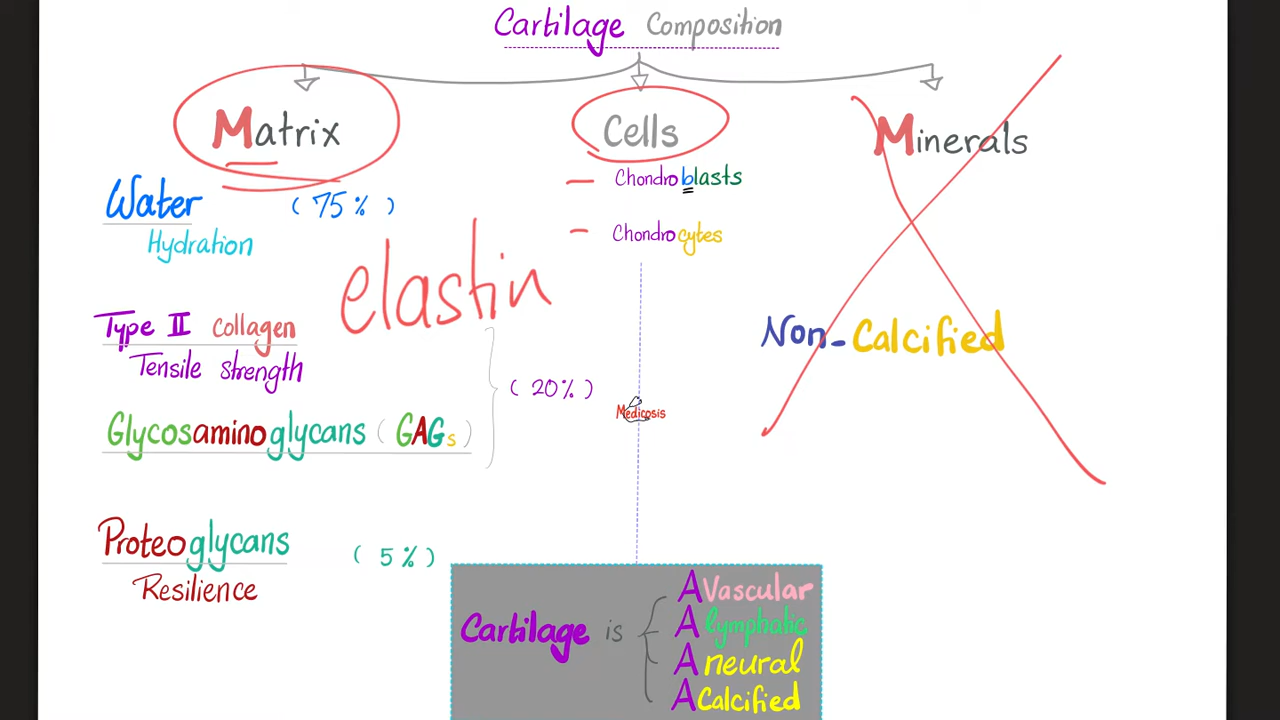 Cartilage Composition
Matrix
Cells
Minerals
Water (75%)
Hydration
Chondroblasts
Chondrocytes
elastin
Type II collagen
Tensile strength
Glycosaminoglycans (GAGs)
(20%)
Medicosis
Non-Calcified
Proteoglycans (5%)
Resilience
Cartilage is
AVascular
Alymphatic
Aneural
ACalcified